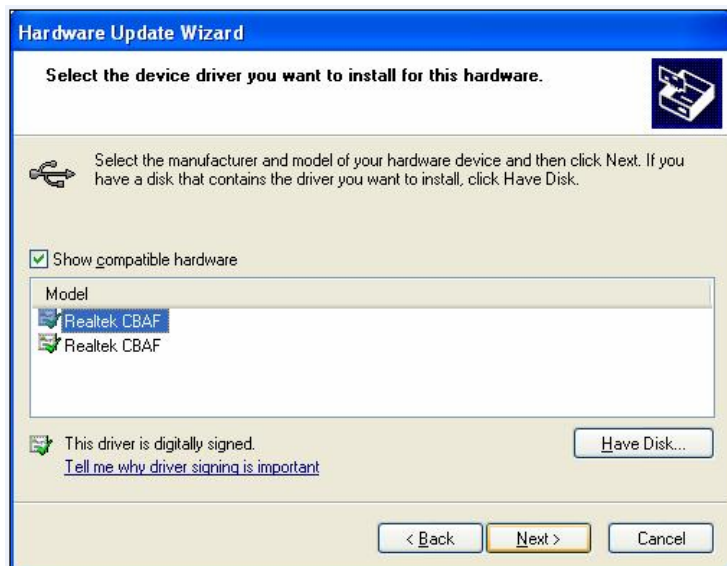 Hardware Update Wizard
Select the device driver you want to install for this hardware.
Select the manufacturer and model of your hardware device and then click Next. If you
have a disk that contains the driver you want to install, click Have Disk.
Show compatible hardware
Model
Realtek CBAF
Realtek CBAF
This driver is digitally signed.
Have Disk...
Tell me why driver signing is important
< Back
Next >
Cancel